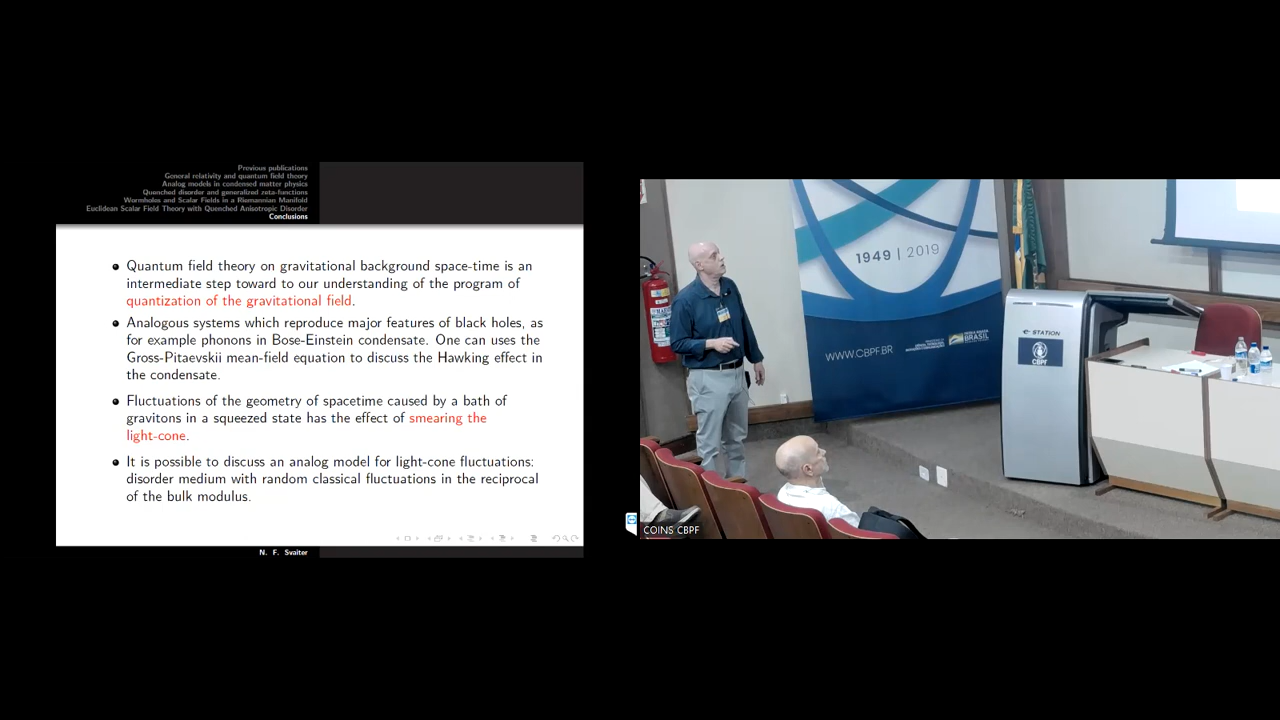 Previous publications
General relativity and quantum field theory
Analog models in condensed matter physics
Quenched disorder and generalized zeta-functions
Wormholes and Scalar Fields in a Riemannian Manifold
Euclidean Scalar Field Theory with Quenched Anisotropic Disorder
Conclusions
Quantum field theory on gravitational background space-time is an
intermediate step toward to our understanding of the program of
quantization of the gravitational field.
Analogous systems which reproduce major features of black holes, as
for example phonons in Bose-Einstein condensate. One can uses the
Gross-Pitaevskii mean-field equation to discuss the Hawking effect in
the condensate.
Fluctuations of the geometry of spacetime caused by a bath of
gravitons in a squeezed state has the effect of smearing the
light-cone.
It is possible to discuss an analog model for light-cone fluctuations:
disorder medium with random classical fluctuations in the reciprocal
of the bulk modulus.
N. F. Svaiter
1949 | 2019
WWW.CBPF.BR
BRASIL
e-STATION
CBPF
COINS CBPF